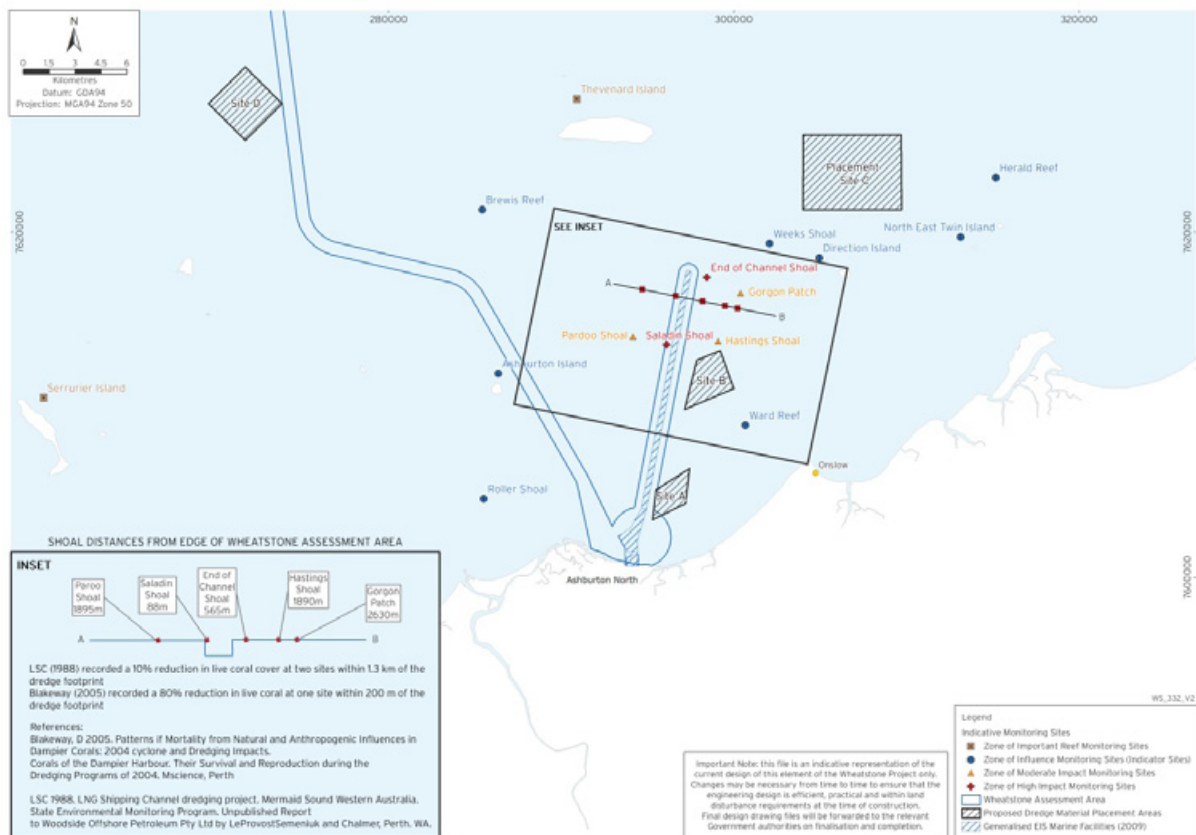 280000
300000
320000
N
0 1.5 3 4.5 6
Kilometres
Datum: GDA94
Projection: MGA94 Zone 50
Site D
Thevenard Island
Placement
Site C
Herald Reef
Brewis Reef
7620000
7620000
SEE INSET
Weeks Shoal
North East Twin Island
Direction Island
End of Channel Shoal
A
Gorgon Patch
B
Pardoo Shoal
Saladin Shoal
Hastings Shoal
Ashburton Island
Site B
Serrurier Island
Ward Reef
Onslow
Roller Shoal
Site A
Ashburton North
7600000
SHOAL DISTANCES FROM EDGE OF WHEATSTONE ASSESSMENT AREA
INSET
Paroo
Shoal
1895m
Saladin
Shoal
88m
End of
Channel
Shoal
565m
Hastings
Shoal
1890m
Gorgon
Patch
2630m
A
B
LSC (1988) recorded a 10% reduction in live coral cover at two sites within 1.3 km of the
dredge footprint
Blakeway (2005) recorded a 80% reduction in live coral at one site within 200 m of the
dredge footprint
References:
Blakeway, D 2005. Patterns if Mortality from Natural and Anthropogenic Influences in
Dampier Corals: 2004 cyclone and Dredging Impacts.
Corals of the Dampier Harbour. Their Survival and Reproduction during the
Dredging Programs of 2004. Mscience, Perth
LSC 1988. LNG Shipping Channel dredging project. Mermaid Sound Western Australia.
State Environmental Monitoring Program. Unpublished Report
to Woodside Offshore Petroleum Pty Ltd by LeProvostSemeniuk and Chalmer, Perth. WA.
Important Note: this file is an indicative representation of the
current design of this element of the Wheatstone Project only.
Changes may be necessary from time to time to ensure that the
engineering design is efficient, practical and within land
disturbance requirements at the time of construction.
Final design drawing files will be forwarded to the relevant
Government authorities on finalisation and completion.
WS_332_V2
Legend
Indicative Monitoring Sites
Zone of Important Reef Monitoring Sites
Zone of Influence Monitoring Sites (Indicator Sites)
Zone of Moderate Impact Monitoring Sites
Zone of High Impact Monitoring Sites
Wheatstone Assessment Area
Proposed Dredge Material Placement Areas
Generalised EIS Marine Facilities (2009)